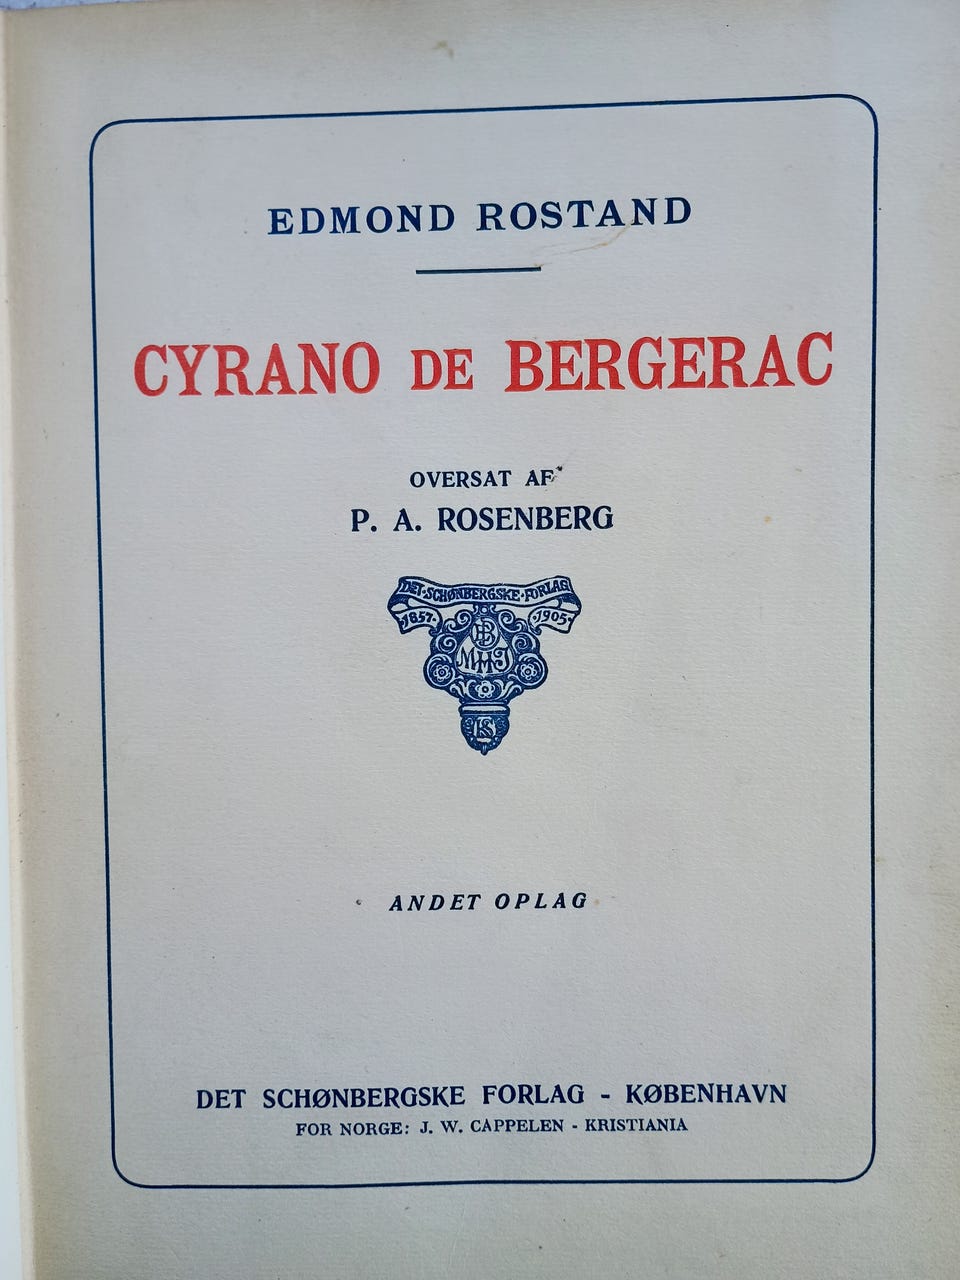 EDMOND ROSTAND
CYRANO DE BERGERAC
OVERSAT AF
P. A. ROSENBERG
DET·SCHØNBERGSKE·FORLAG
·1857· ·1905·
MHJ
ANDET OPLAG
DET SCHØNBERGSKE FORLAG - KØBENHAVN
FOR NORGE: J. W. CAPPELEN - KRISTIANIA